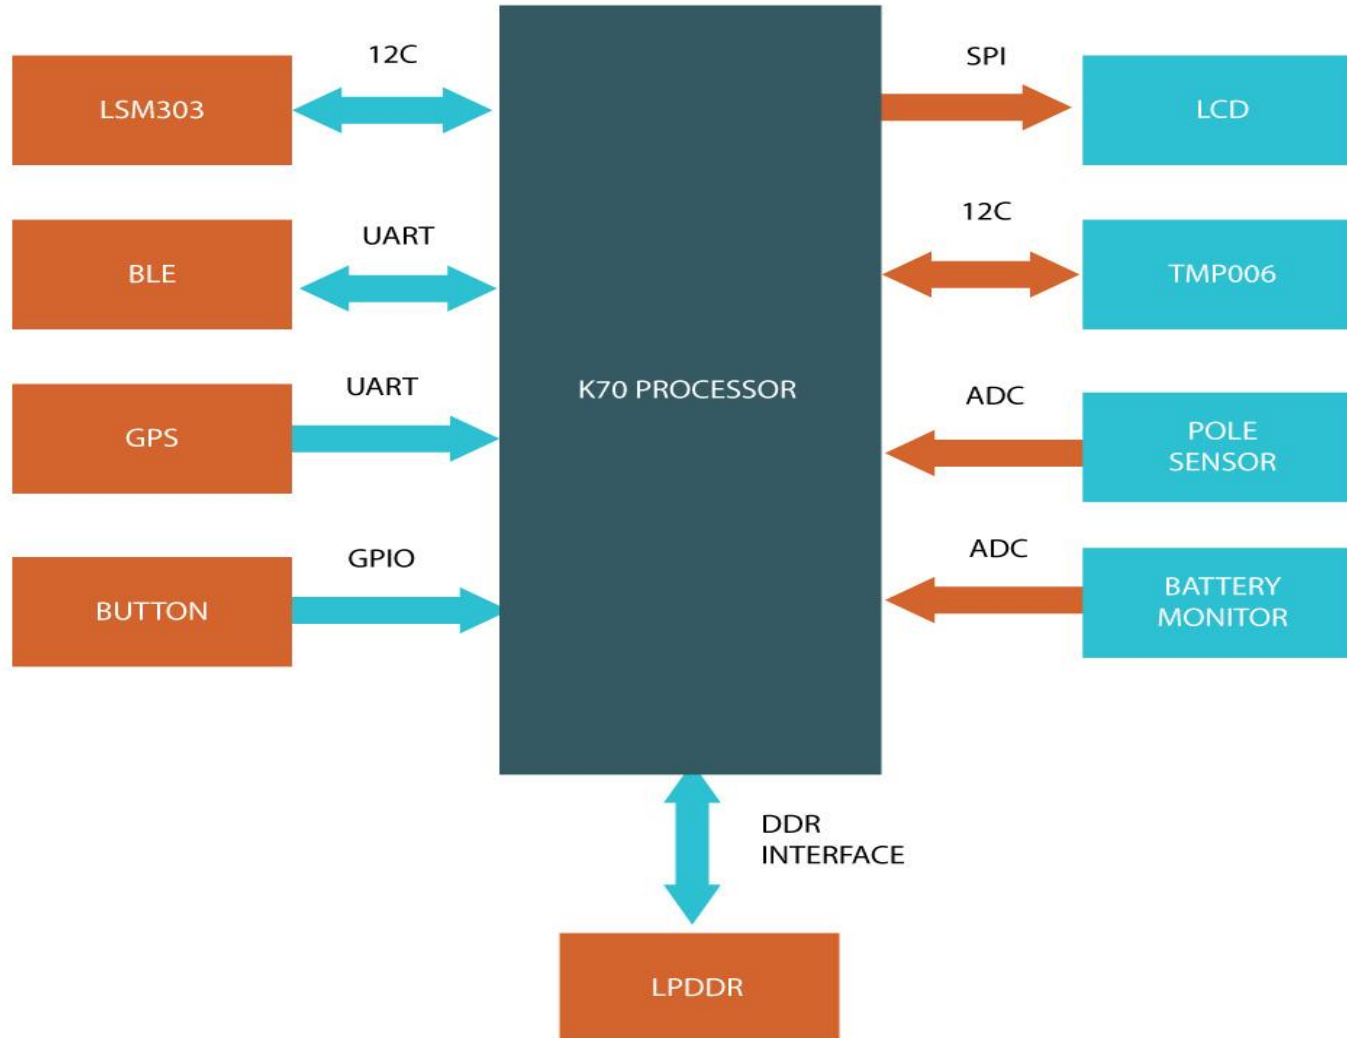 12C
LSM303
UART
BLE
UART
GPS
GPIO
BUTTON
K70 PROCESSOR
SPI
LCD
12C
TMP006
ADC
POLE
SENSOR
ADC
BATTERY
MONITOR
DDR
INTERFACE
LPDDR